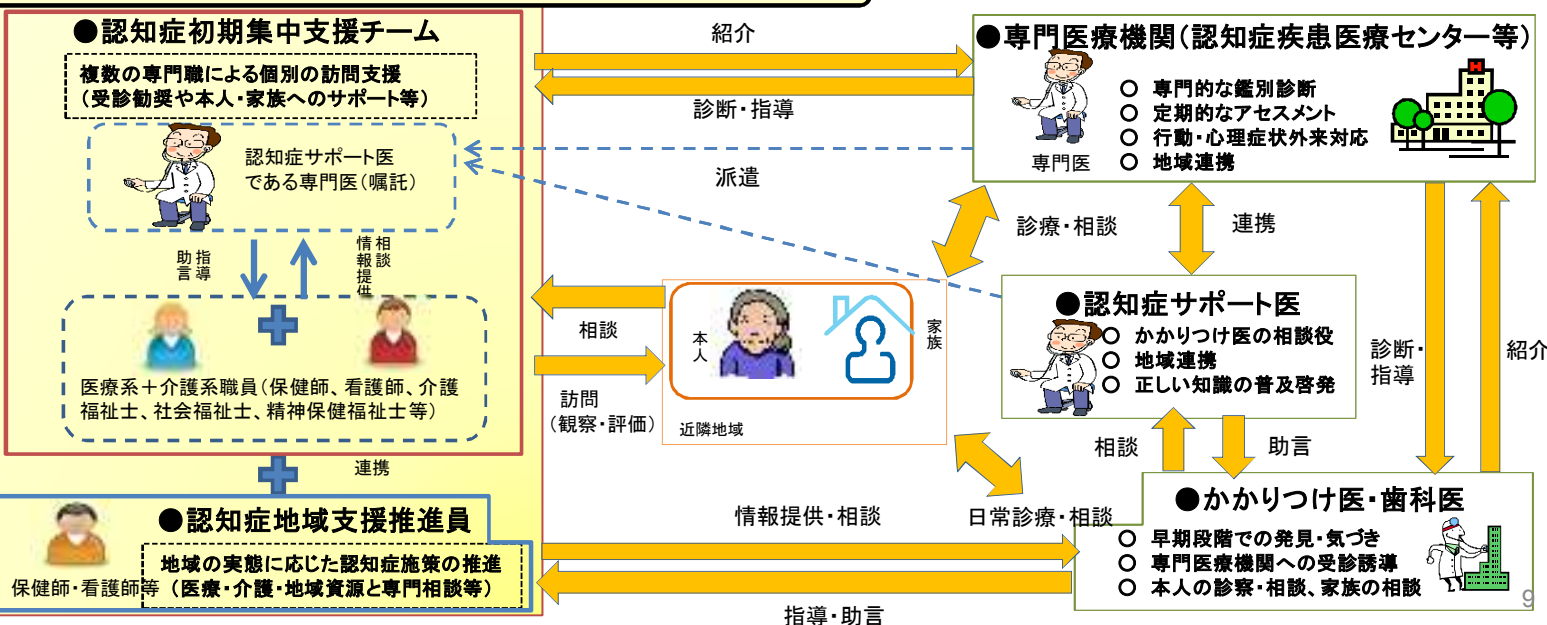 ●認知症初期集中支援チーム
複数の専門職による個別の訪問支援
(受診勧奨や本人・家族へのサポート等)
認知症サポート医
である専門医(嘱託)
指導
助言
相談
情報提供
医療系+介護系職員(保健師、看護師、介護
福祉士、社会福祉士、精神保健福祉士等)
連携
●認知症地域支援推進員
地域の実態に応じた認知症施策の推進
(医療・介護・地域資源と専門相談等)
保健師・看護師等
紹介
診断・指導
派遣
相談
訪問
(観察・評価)
本人
家族
近隣地域
診療・相談
連携
日常診療・相談
情報提供・相談
指導・助言
●専門医療機関(認知症疾患医療センター等)
○ 専門的な鑑別診断
○ 定期的なアセスメント
○ 行動・心理症状外来対応
○ 地域連携
専門医
H
●認知症サポート医
○ かかりつけ医の相談役
○ 地域連携
○ 正しい知識の普及啓発
相談
助言
診断・
指導
紹介
●かかりつけ医・歯科医
○ 早期段階での発見・気づき
○ 専門医療機関への受診誘導
○ 本人の診察・相談、家族の相談
9